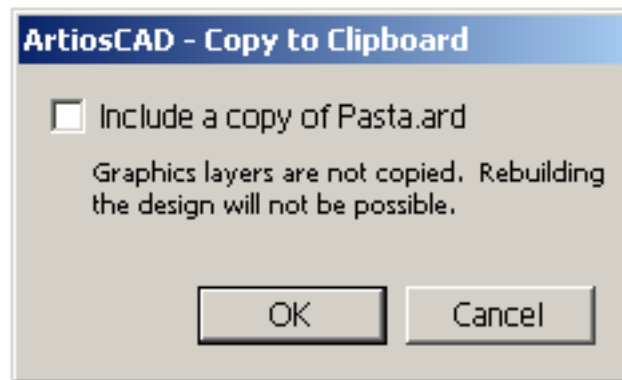 ArtiosCAD - Copy to Clipboard
Include a copy of Pasta.ard
Graphics layers are not copied. Rebuilding
the design will not be possible.
OK Cancel